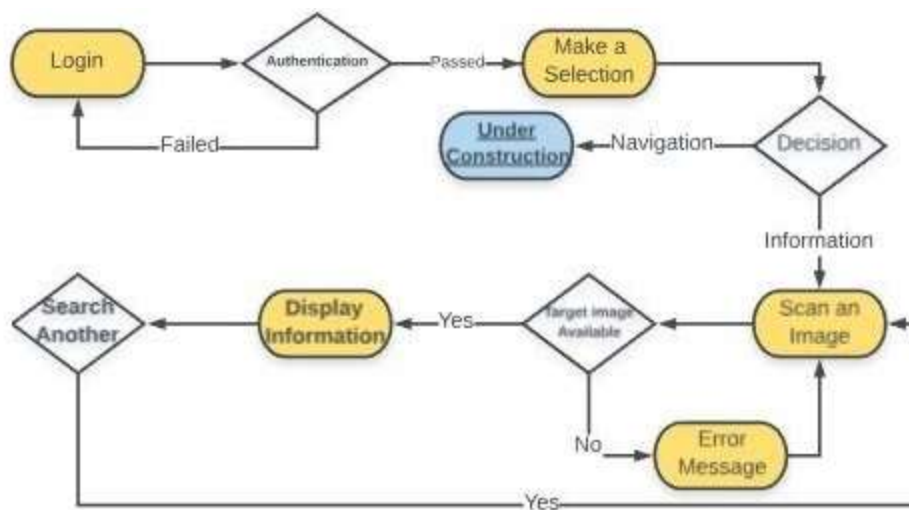 Login
Authentication
Passed
Make a
Selection
Failed
Under
Construction
Navigation
Decision
Information
Search
Another
Display
Information
Yes
Target image
Available
Scan an
Image
No
Error
Message
Yes